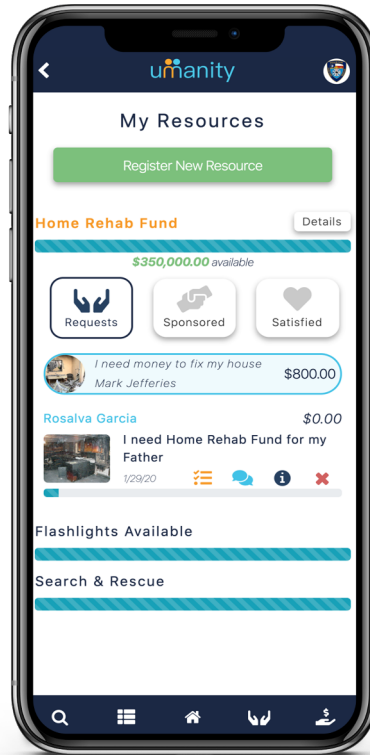 umanity
My Resources
Register New Resource
Home Rehab Fund
Details
$350,000.00 available
Requests
Sponsored
Satisfied
I need money to fix my house
Mark Jefferies
$800.00
Rosalva Garcia
$0.00
I need Home Rehab Fund for my
Father
1/29/20
Flashlights Available
Search & Rescue